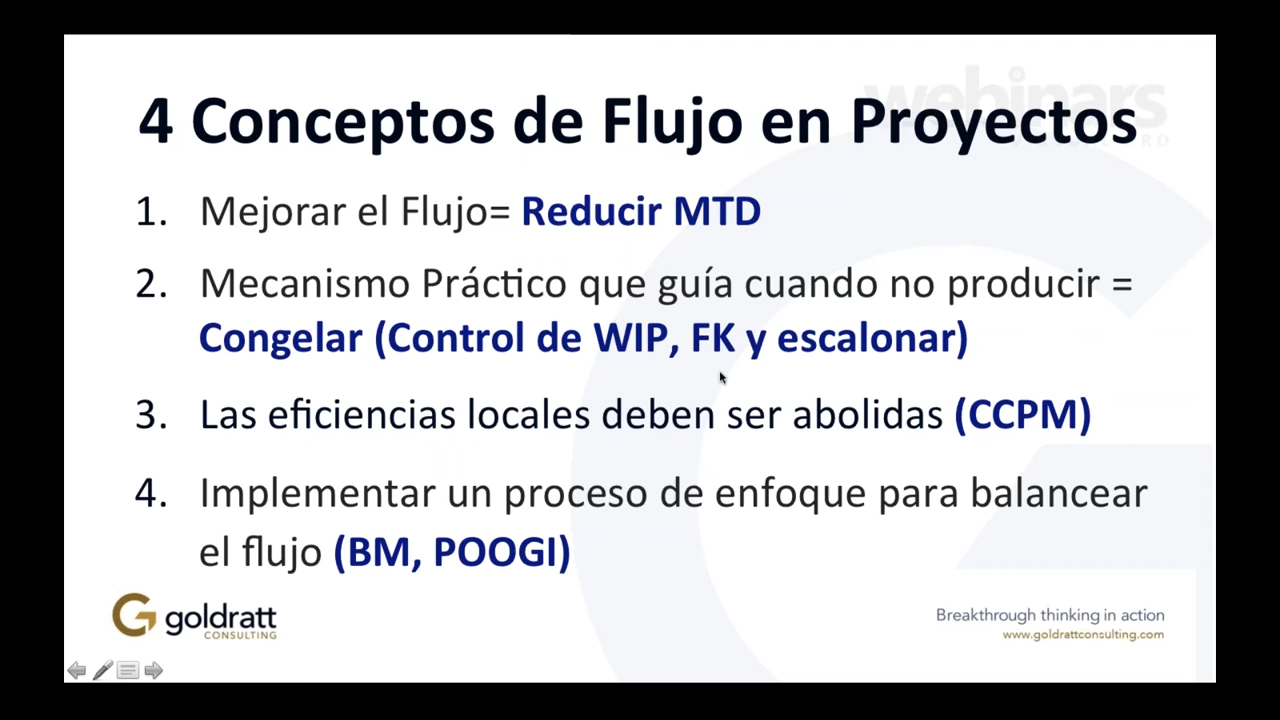 webinars
4 Conceptos de Flujo en Proyectos
1. Mejorar el Flujo= Reducir MTD
2. Mecanismo Práctico que guía cuando no producir =
Congelar (Control de WIP, FK y escalonar)
3. Las eficiencias locales deben ser abolidas (CCPM)
4. Implementar un proceso de enfoque para balancear
el flujo (BM, POOGI)
goldratt
CONSULTING
Breakthrough thinking in action
www.goldrattconsulting.com